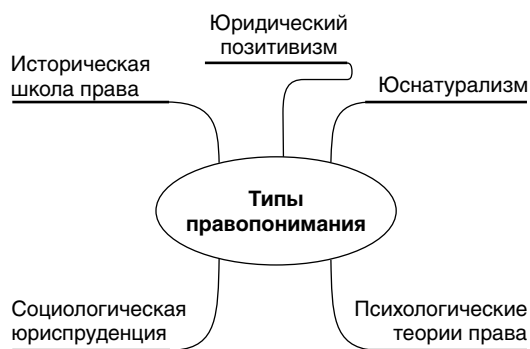 Юридический
позитивизм
Историческая
школа права
Юснатурализм
Типы
правопонимания
Социологическая
юриспруденция
Психологические
теории права